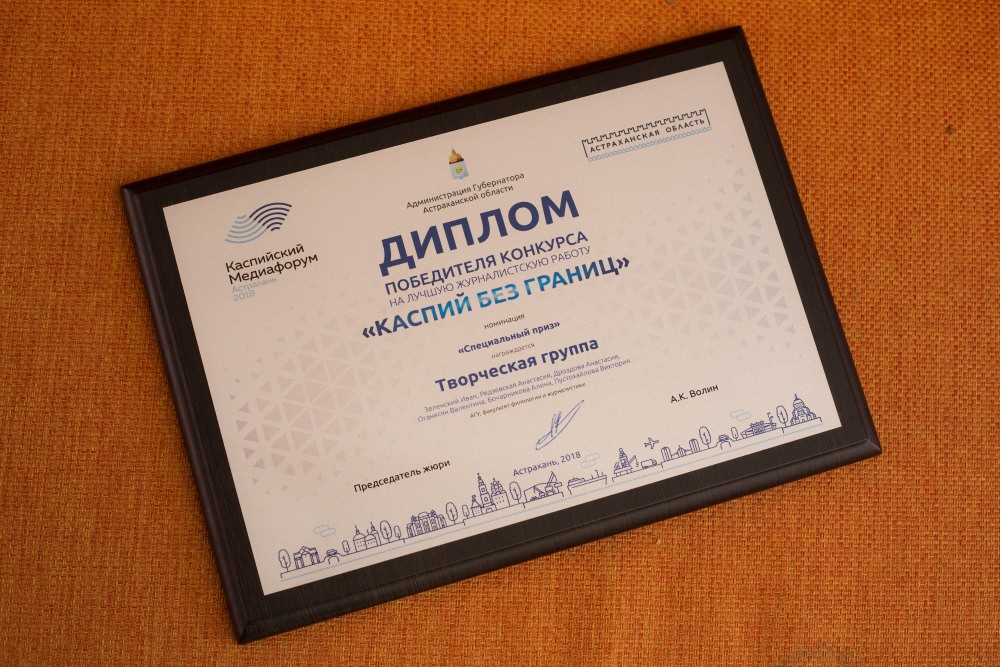 АСТРАХАНСКАЯ ОБЛАСТЬ
Администрация Губернатора
Астраханской области
Каспийский
Медиафорум
Астрахань
2018
ДИПЛОМ
ПОБЕДИТЕЛЯ КОНКУРСА
НА ЛУЧШУЮ ЖУРНАЛИСТСКУЮ РАБОТУ
«КАСПИЙ БЕЗ ГРАНИЦ»
номинация
«Специальный приз»
награждается
Творческая группа
Зеленский Иван, Редаевская Анастасия, Дроздова Анастасия,
Оганесян Валентина, Бочарникова Алина, Пустохайлова Виктория
АГУ, факультет филологии и журналистики
Председатель жюри
А.К. Волин
Астрахань, 2018